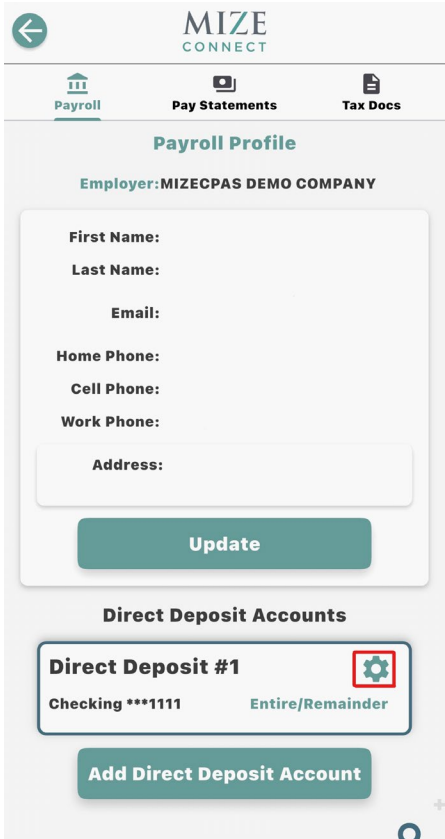 MIZE
CONNECT
Payroll
Pay Statements
Tax Docs
Payroll Profile
Employer:MIZECPAS DEMO COMPANY
First Name:
Last Name:
Email:
Home Phone:
Cell Phone:
Work Phone:
Address:
Update
Direct Deposit Accounts
Direct Deposit #1
Checking ***1111 Entire/Remainder
Add Direct Deposit Account